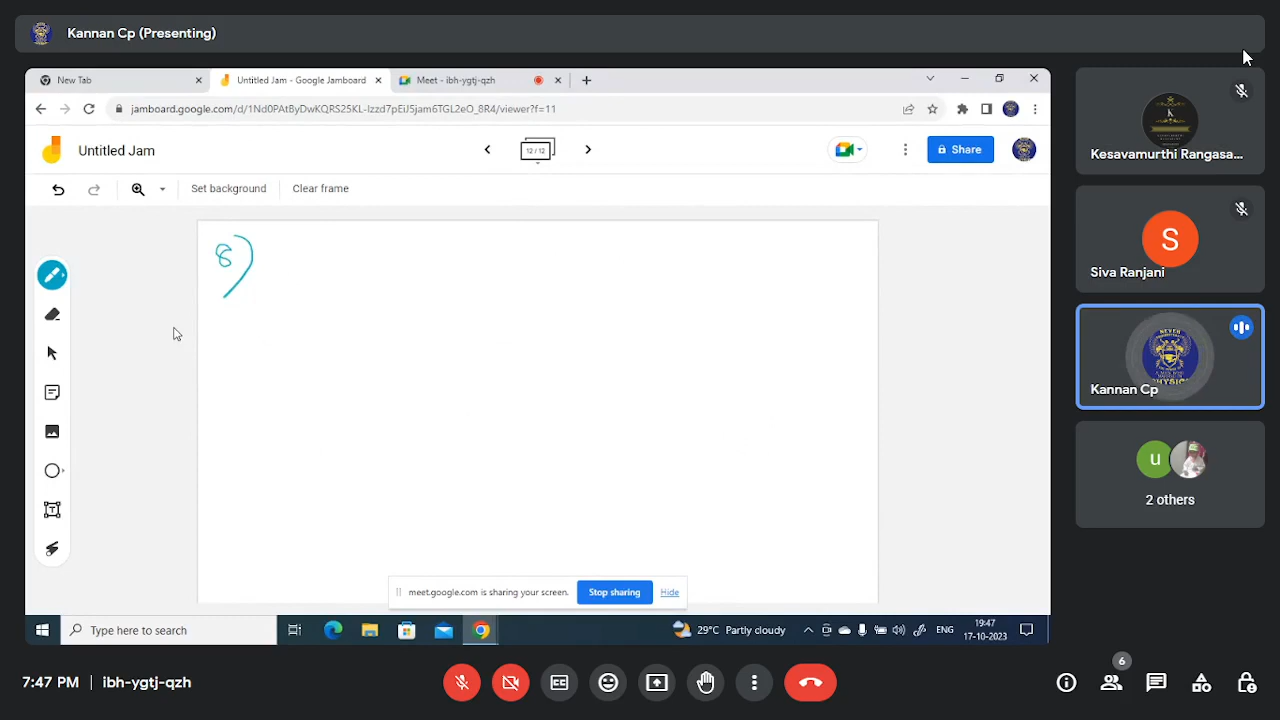 Kannan Cp (Presenting)
New Tab
Untitled Jam - Google Jamboard
Meet - ibh-ygtj-qzh
jamboard.google.com/d/1Nd0PAtByDwKQRS25KL-lzzd7pEiJ5jam6TGL2eO_8R4/viewer?f=11
Untitled Jam
12 / 12
Share
Set background
Clear frame
8)
meet.google.com is sharing your screen.
Stop sharing
Hide
Type here to search
29°C Partly cloudy
ENG
19:47
17-10-2023
K
Kesavamurthi Rangasa...
S
Siva Ranjani
NEVER
Kannan Cp
u
2 others
7:47 PM | ibh-ygtj-qzh
6